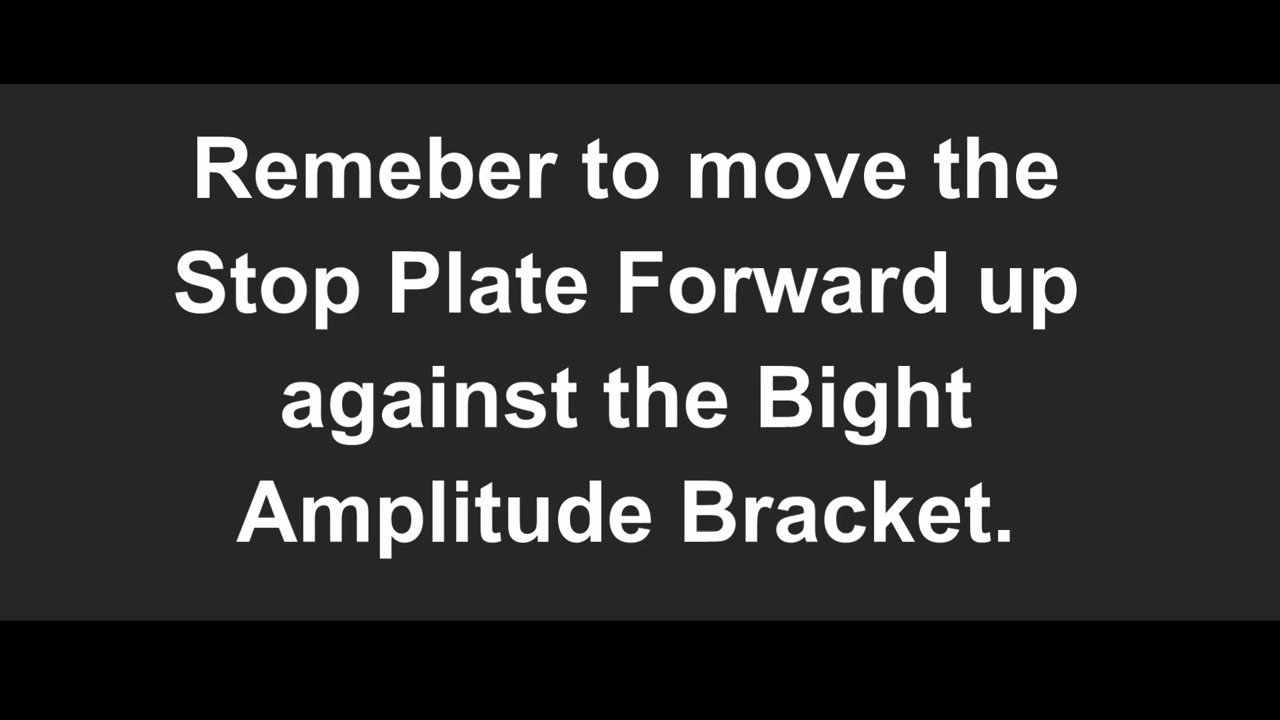 Remeber to move the
Stop Plate Forward up
against the Bight
Amplitude Bracket.